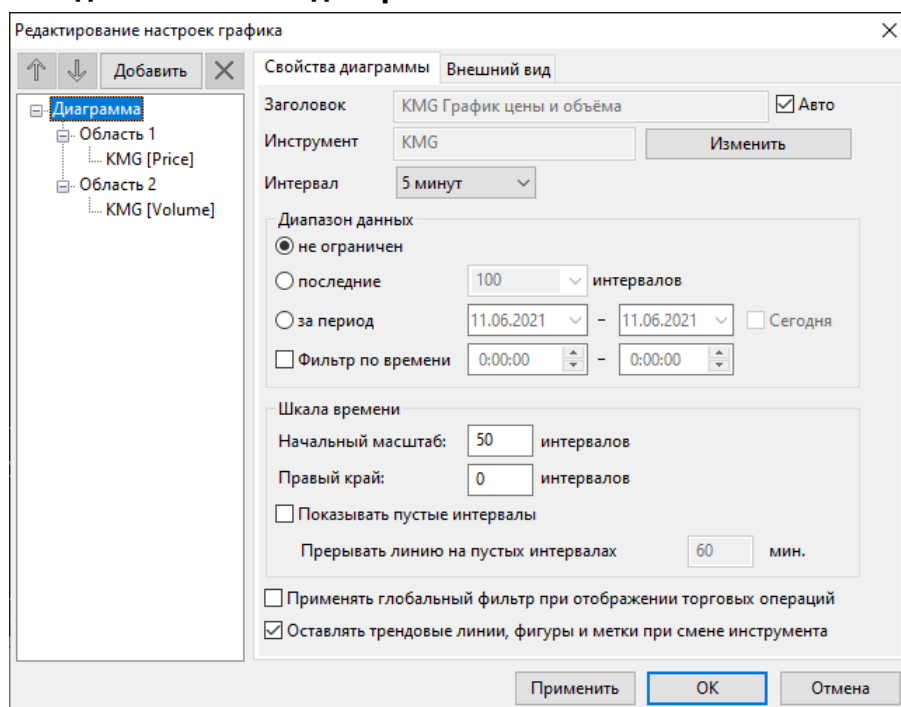 Редактирование настроек графика
Добавить
Свойства диаграммы Внешний вид
Диаграмма
Область 1
KMG [Price]
Область 2
KMG [Volume]
Заголовок KMG График цены и объёма Авто
Инструмент KMG Изменить
Интервал 5 минут
Диапазон данных
не ограничен
последние 100 интервалов
за период 11.06.2021 – 11.06.2021 Сегодня
Фильтр по времени 0:00:00 – 0:00:00
Шкала времени
Начальный масштаб: 50 интервалов
Правый край: 0 интервалов
Показывать пустые интервалы
Прерывать линию на пустых интервалах 60 мин.
Применять глобальный фильтр при отображении торговых операций
Оставлять трендовые линии, фигуры и метки при смене инструмента
Применить OK Отмена